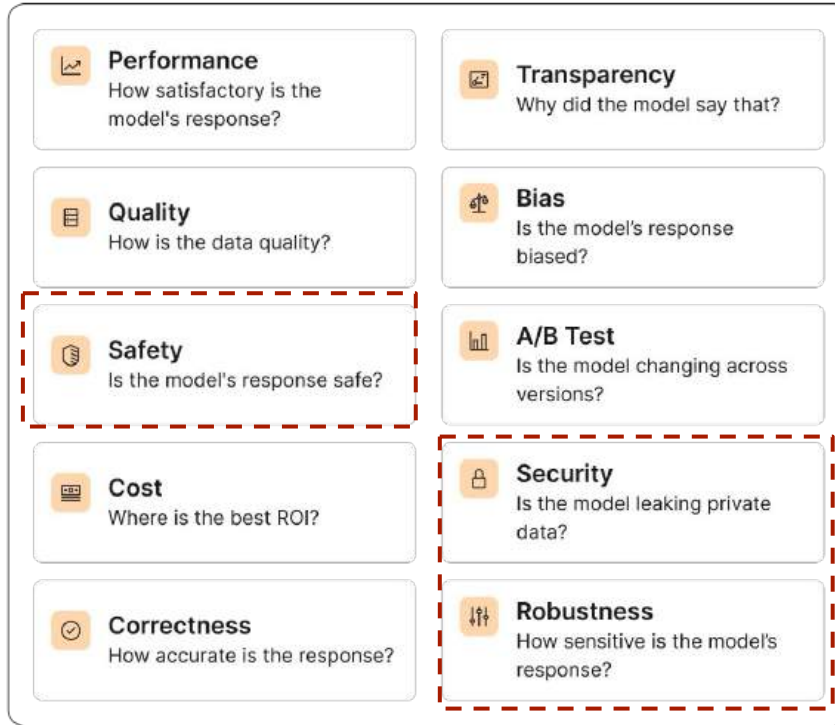 Performance
How satisfactory is the
model's response?
Transparency
Why did the model say that?
Quality
How is the data quality?
Bias
Is the model’s response
biased?
Safety
Is the model's response safe?
A/B Test
Is the model changing across
versions?
Cost
Where is the best ROI?
Security
Is the model leaking private
data?
Correctness
How accurate is the response?
Robustness
How sensitive is the model’s
response?